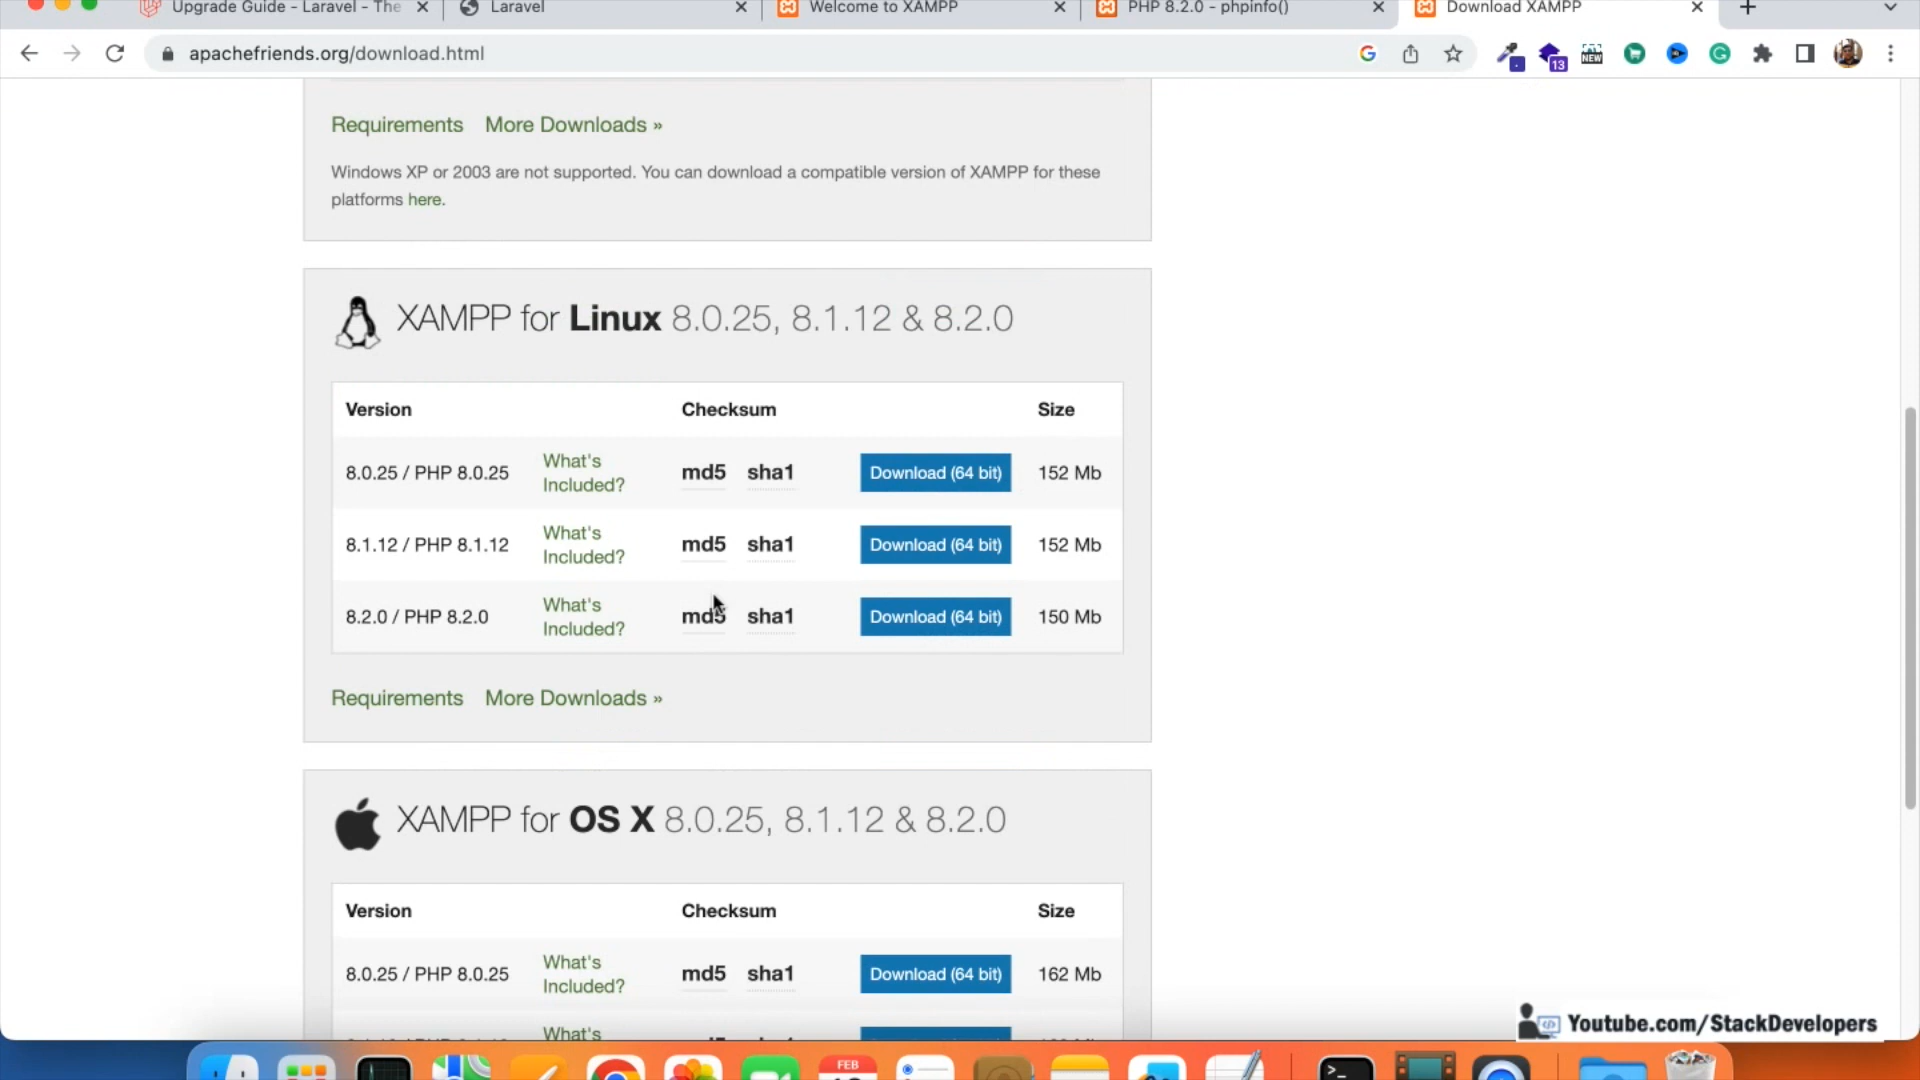 Upgrade Guide - Laravel - The
Laravel
Welcome to XAMPP
PHP 8.2.0 - phpinfo()
Download XAMPP
apachefriends.org/download.html
NEW
13
Requirements More Downloads »
Windows XP or 2003 are not supported. You can download a compatible version of XAMPP for these
platforms here.
XAMPP for Linux 8.0.25, 8.1.12 & 8.2.0
Version Checksum Size
8.0.25 / PHP 8.0.25 What's Included? md5 sha1 Download (64 bit) 152 Mb
8.1.12 / PHP 8.1.12 What's Included? md5 sha1 Download (64 bit) 152 Mb
8.2.0 / PHP 8.2.0 What's Included? md5 sha1 Download (64 bit) 150 Mb
Requirements More Downloads »
XAMPP for OS X 8.0.25, 8.1.12 & 8.2.0
Version Checksum Size
8.0.25 / PHP 8.0.25 What's Included? md5 sha1 Download (64 bit) 162 Mb
What's
Youtube.com/StackDevelopers
FEB